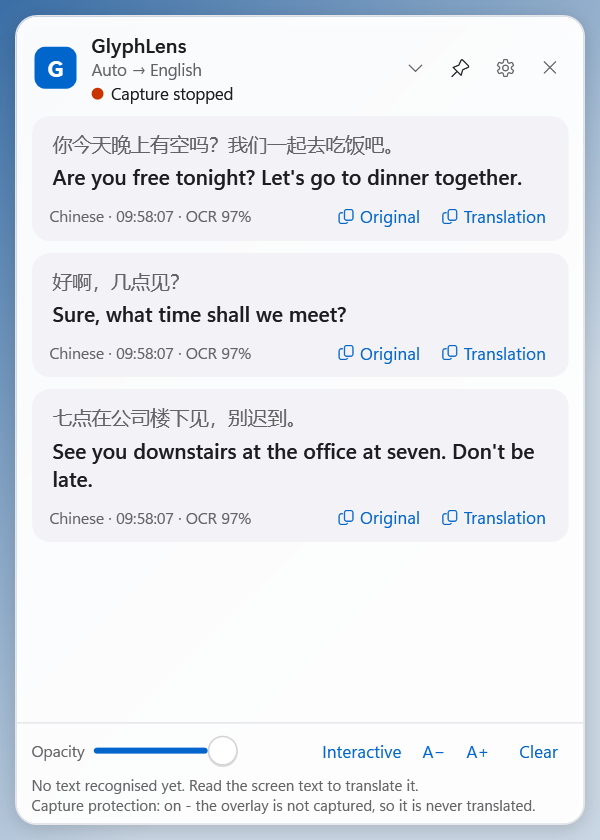 G
GlyphLens
Auto → English
Capture stopped
你今天晚上有空吗？我们一起去吃饭吧。
Are you free tonight? Let's go to dinner together.
Chinese · 09:58:07 · OCR 97%
Original
Translation
好啊，几点见？
Sure, what time shall we meet?
Chinese · 09:58:07 · OCR 97%
Original
Translation
七点在公司楼下见，别迟到。
See you downstairs at the office at seven. Don't be
late.
Chinese · 09:58:07 · OCR 97%
Original
Translation
Opacity
Interactive
A−
A+
Clear
No text recognised yet. Read the screen text to translate it.
Capture protection: on - the overlay is not captured, so it is never translated.